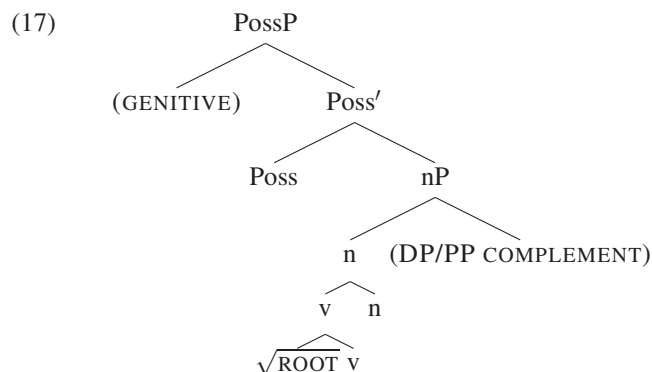 (17) PossP
(GENITIVE) Poss′
Poss nP
n (DP/PP COMPLEMENT)
v n
√ROOT v